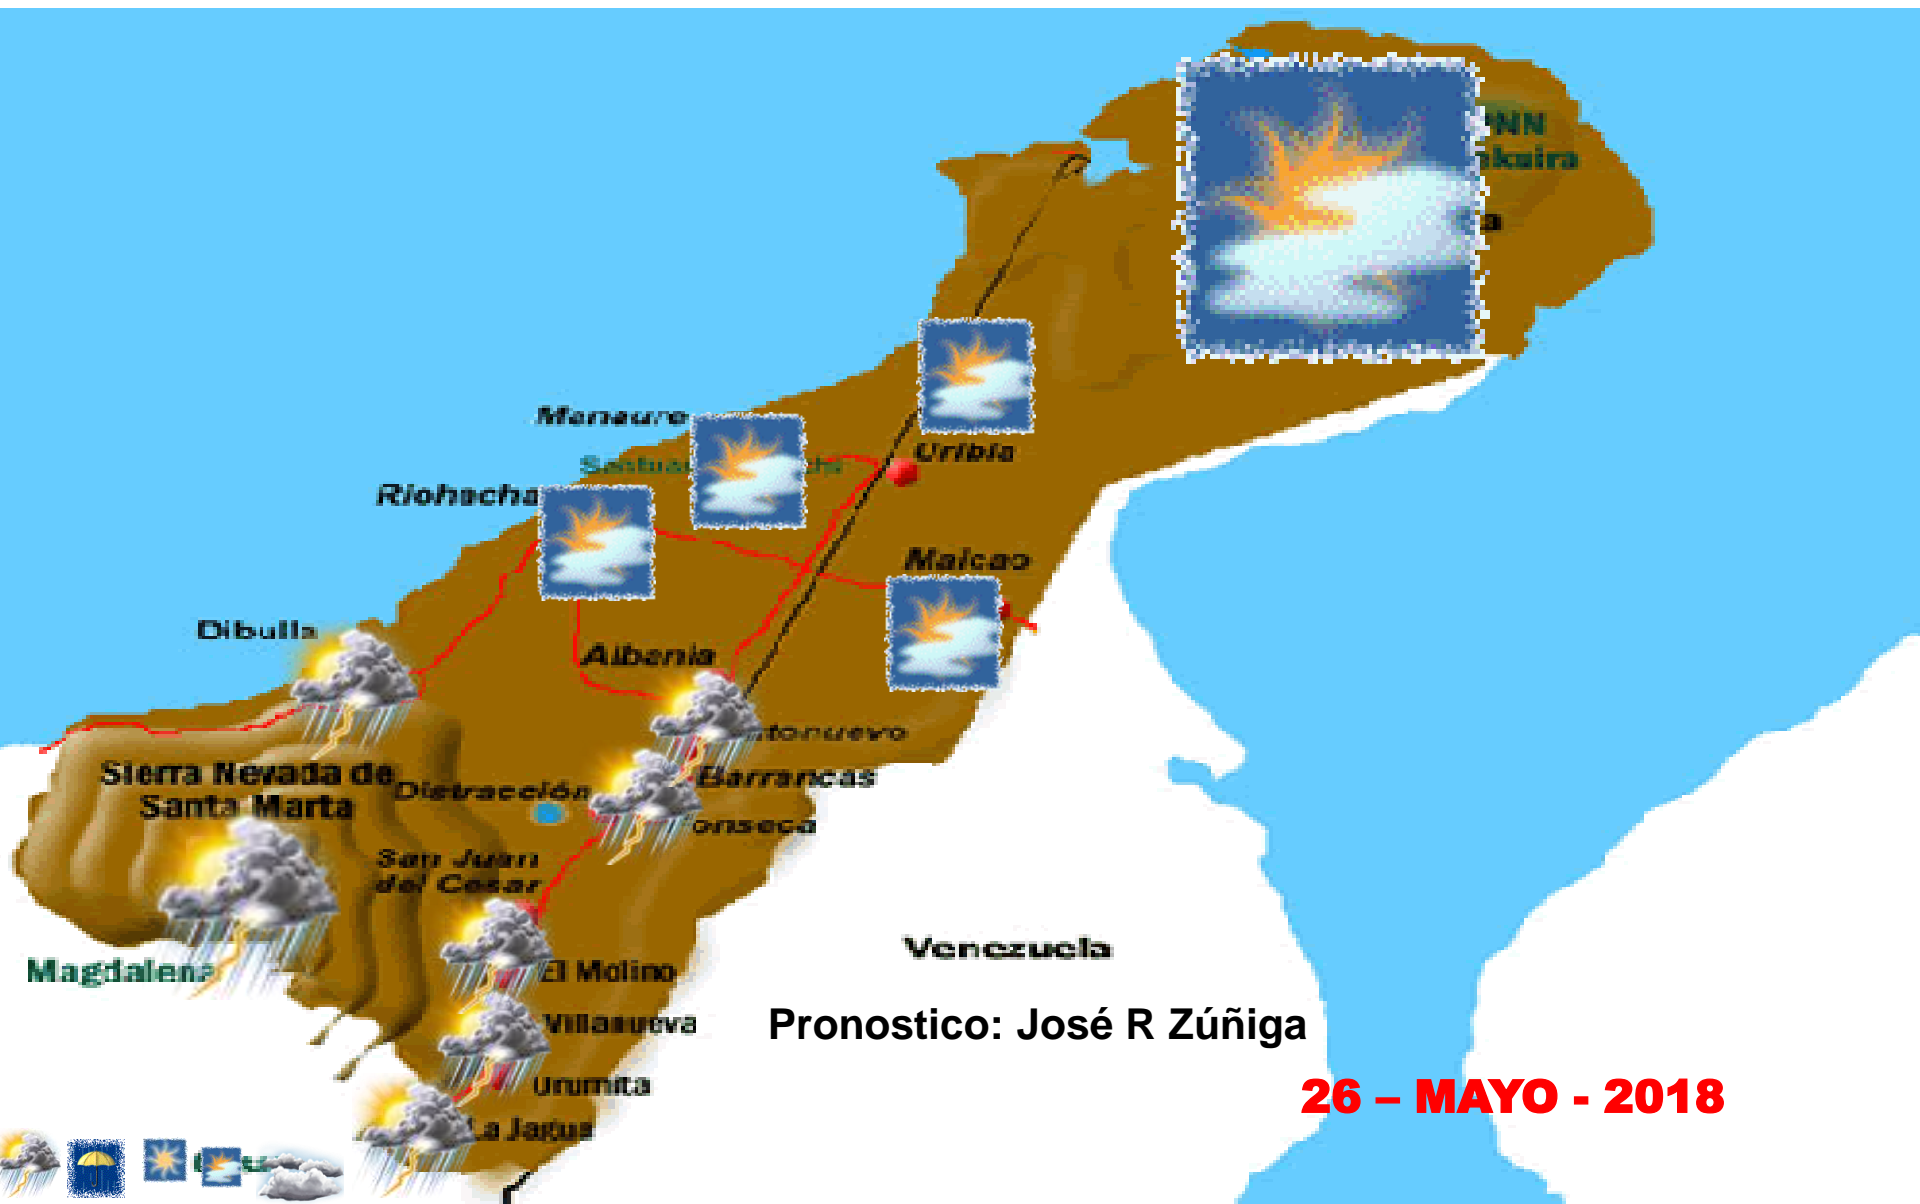 PNN
Manaure
Uribia
Riohacha
Maicao
Dibulla
Albania
Sierra Nevada de
Santa Marta
Distracción
Barrancas
San Juan
del Cesar
Venezuela
Magdalena
El Molino
Villanueva
Pronostico: José R Zúñiga
Urumita
26 – MAYO - 2018
La Jagua